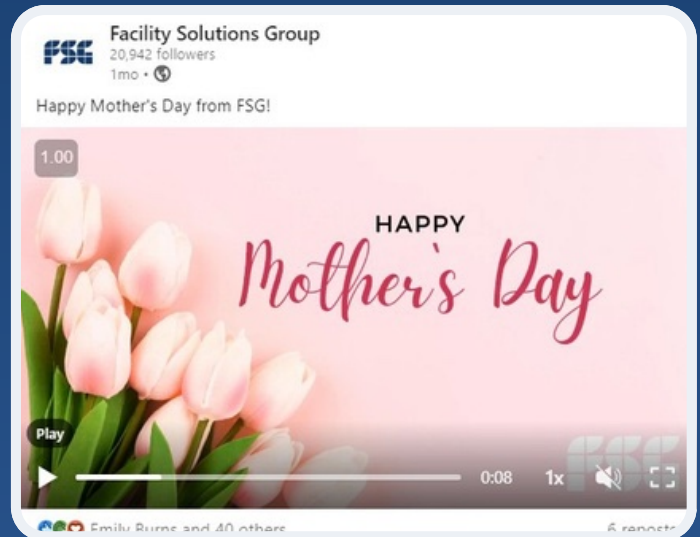 FSG
Facility Solutions Group
20,942 followers
1mo •
Happy Mother's Day from FSG!
1.00
HAPPY
Mother's Day
Play
FSG
0:08 1x
Emily Burns and 40 others 6 reposts